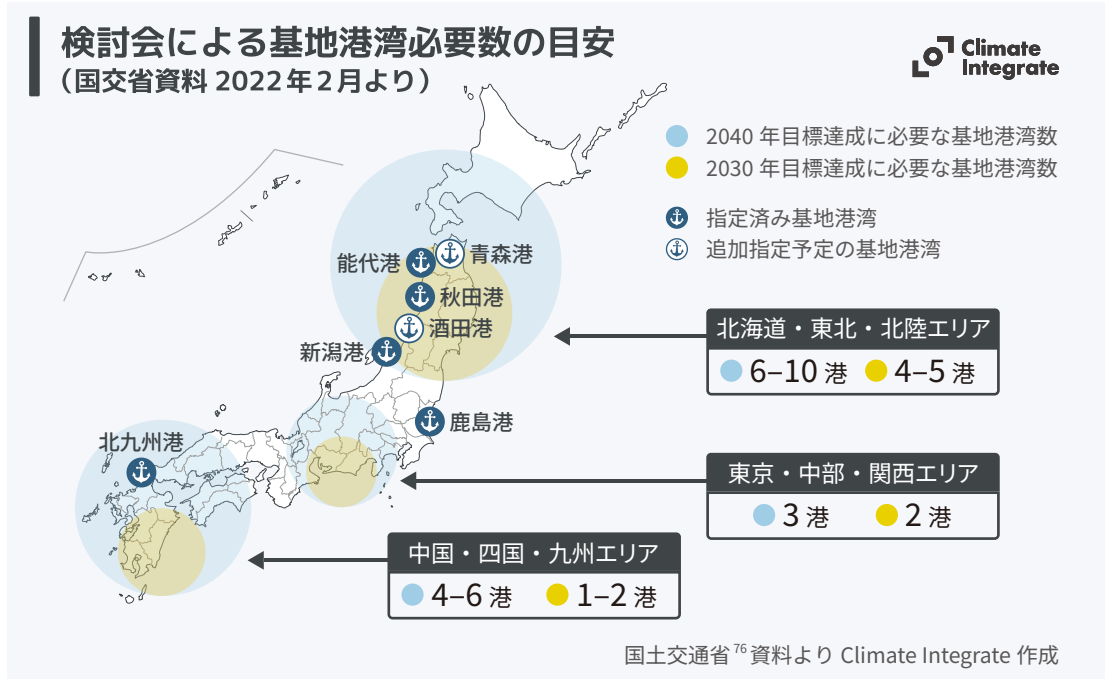 検討会による基地港湾必要数の目安
（国交省資料 2022年2月より）
Climate
Integrate
2040 年目標達成に必要な基地港湾数
2030 年目標達成に必要な基地港湾数
指定済み基地港湾
追加指定予定の基地港湾
能代港
青森港
秋田港
酒田港
新潟港
鹿島港
北九州港
北海道・東北・北陸エリア
6–10 港 4–5 港
東京・中部・関西エリア
3 港 2 港
中国・四国・九州エリア
4–6 港 1–2 港
国土交通省76資料より Climate Integrate 作成